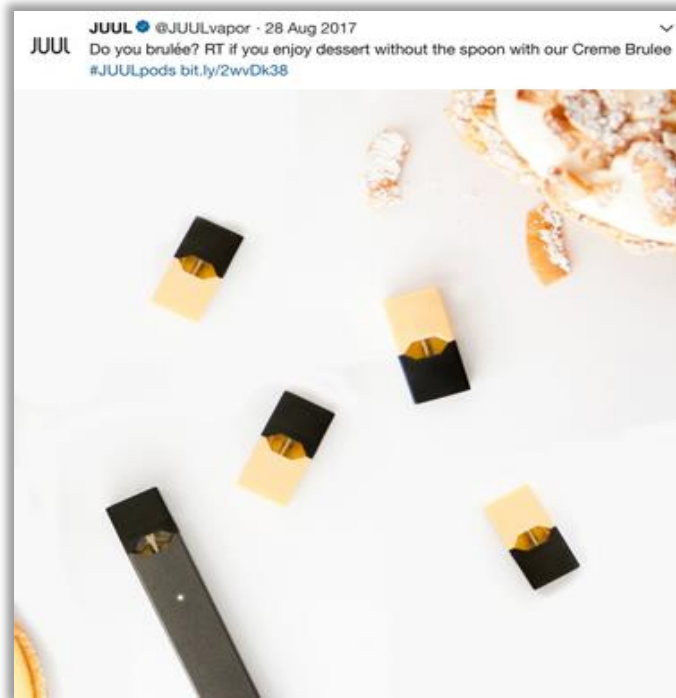 JUUL @JUULvapor · 28 Aug 2017
JUUL
Do you brulée? RT if you enjoy dessert without the spoon with our Creme Brulee
#JUULpods bit.ly/2wvDk38